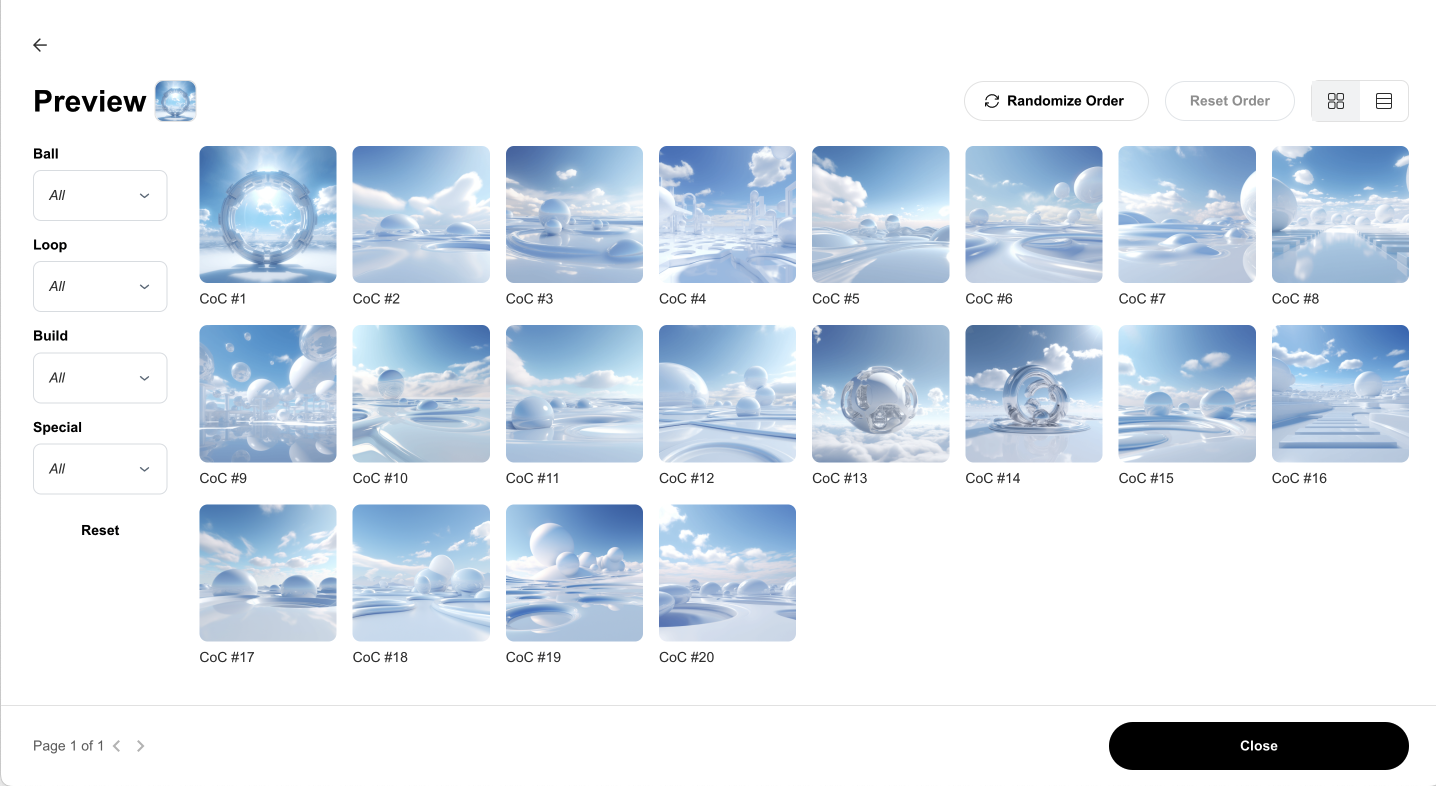 Preview
Randomize Order
Reset Order
Ball
All
Loop
All
Build
All
Special
All
Reset
CoC #1
CoC #2
CoC #3
CoC #4
CoC #5
CoC #6
CoC #7
CoC #8
CoC #9
CoC #10
CoC #11
CoC #12
CoC #13
CoC #14
CoC #15
CoC #16
CoC #17
CoC #18
CoC #19
CoC #20
Page 1 of 1
Close